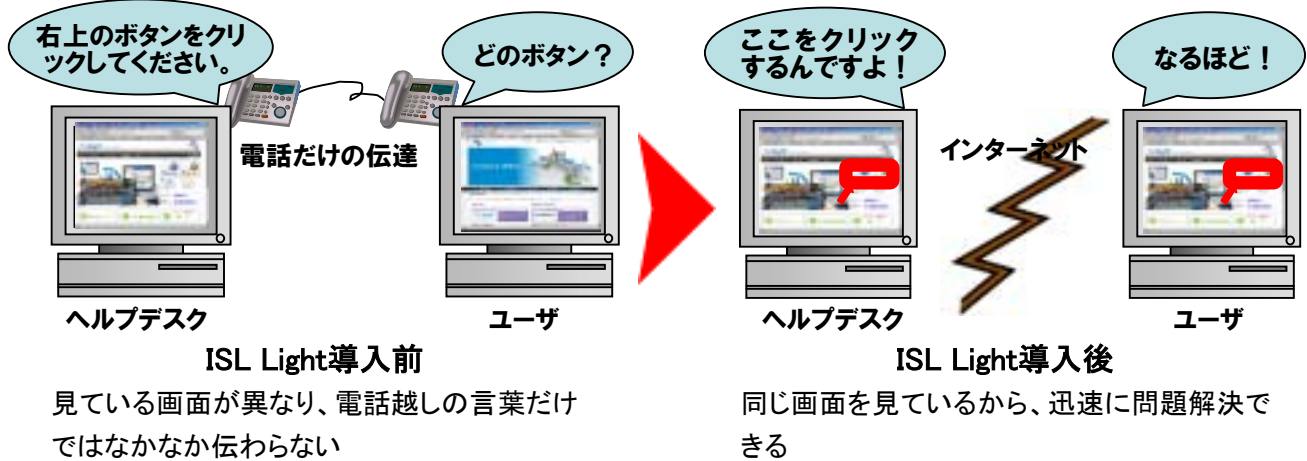 右上のボタンをクリ
ックしてください。
どのボタン？
電話だけの伝達
ヘルプデスク
ユーザ
ISL Light導入前
見ている画面が異なり、電話越しの言葉だけ
ではなかなか伝わらない
ここをクリック
するんですよ！
なるほど！
インターネット
ヘルプデスク
ユーザ
ISL Light導入後
同じ画面を見ているから、迅速に問題解決で
きる